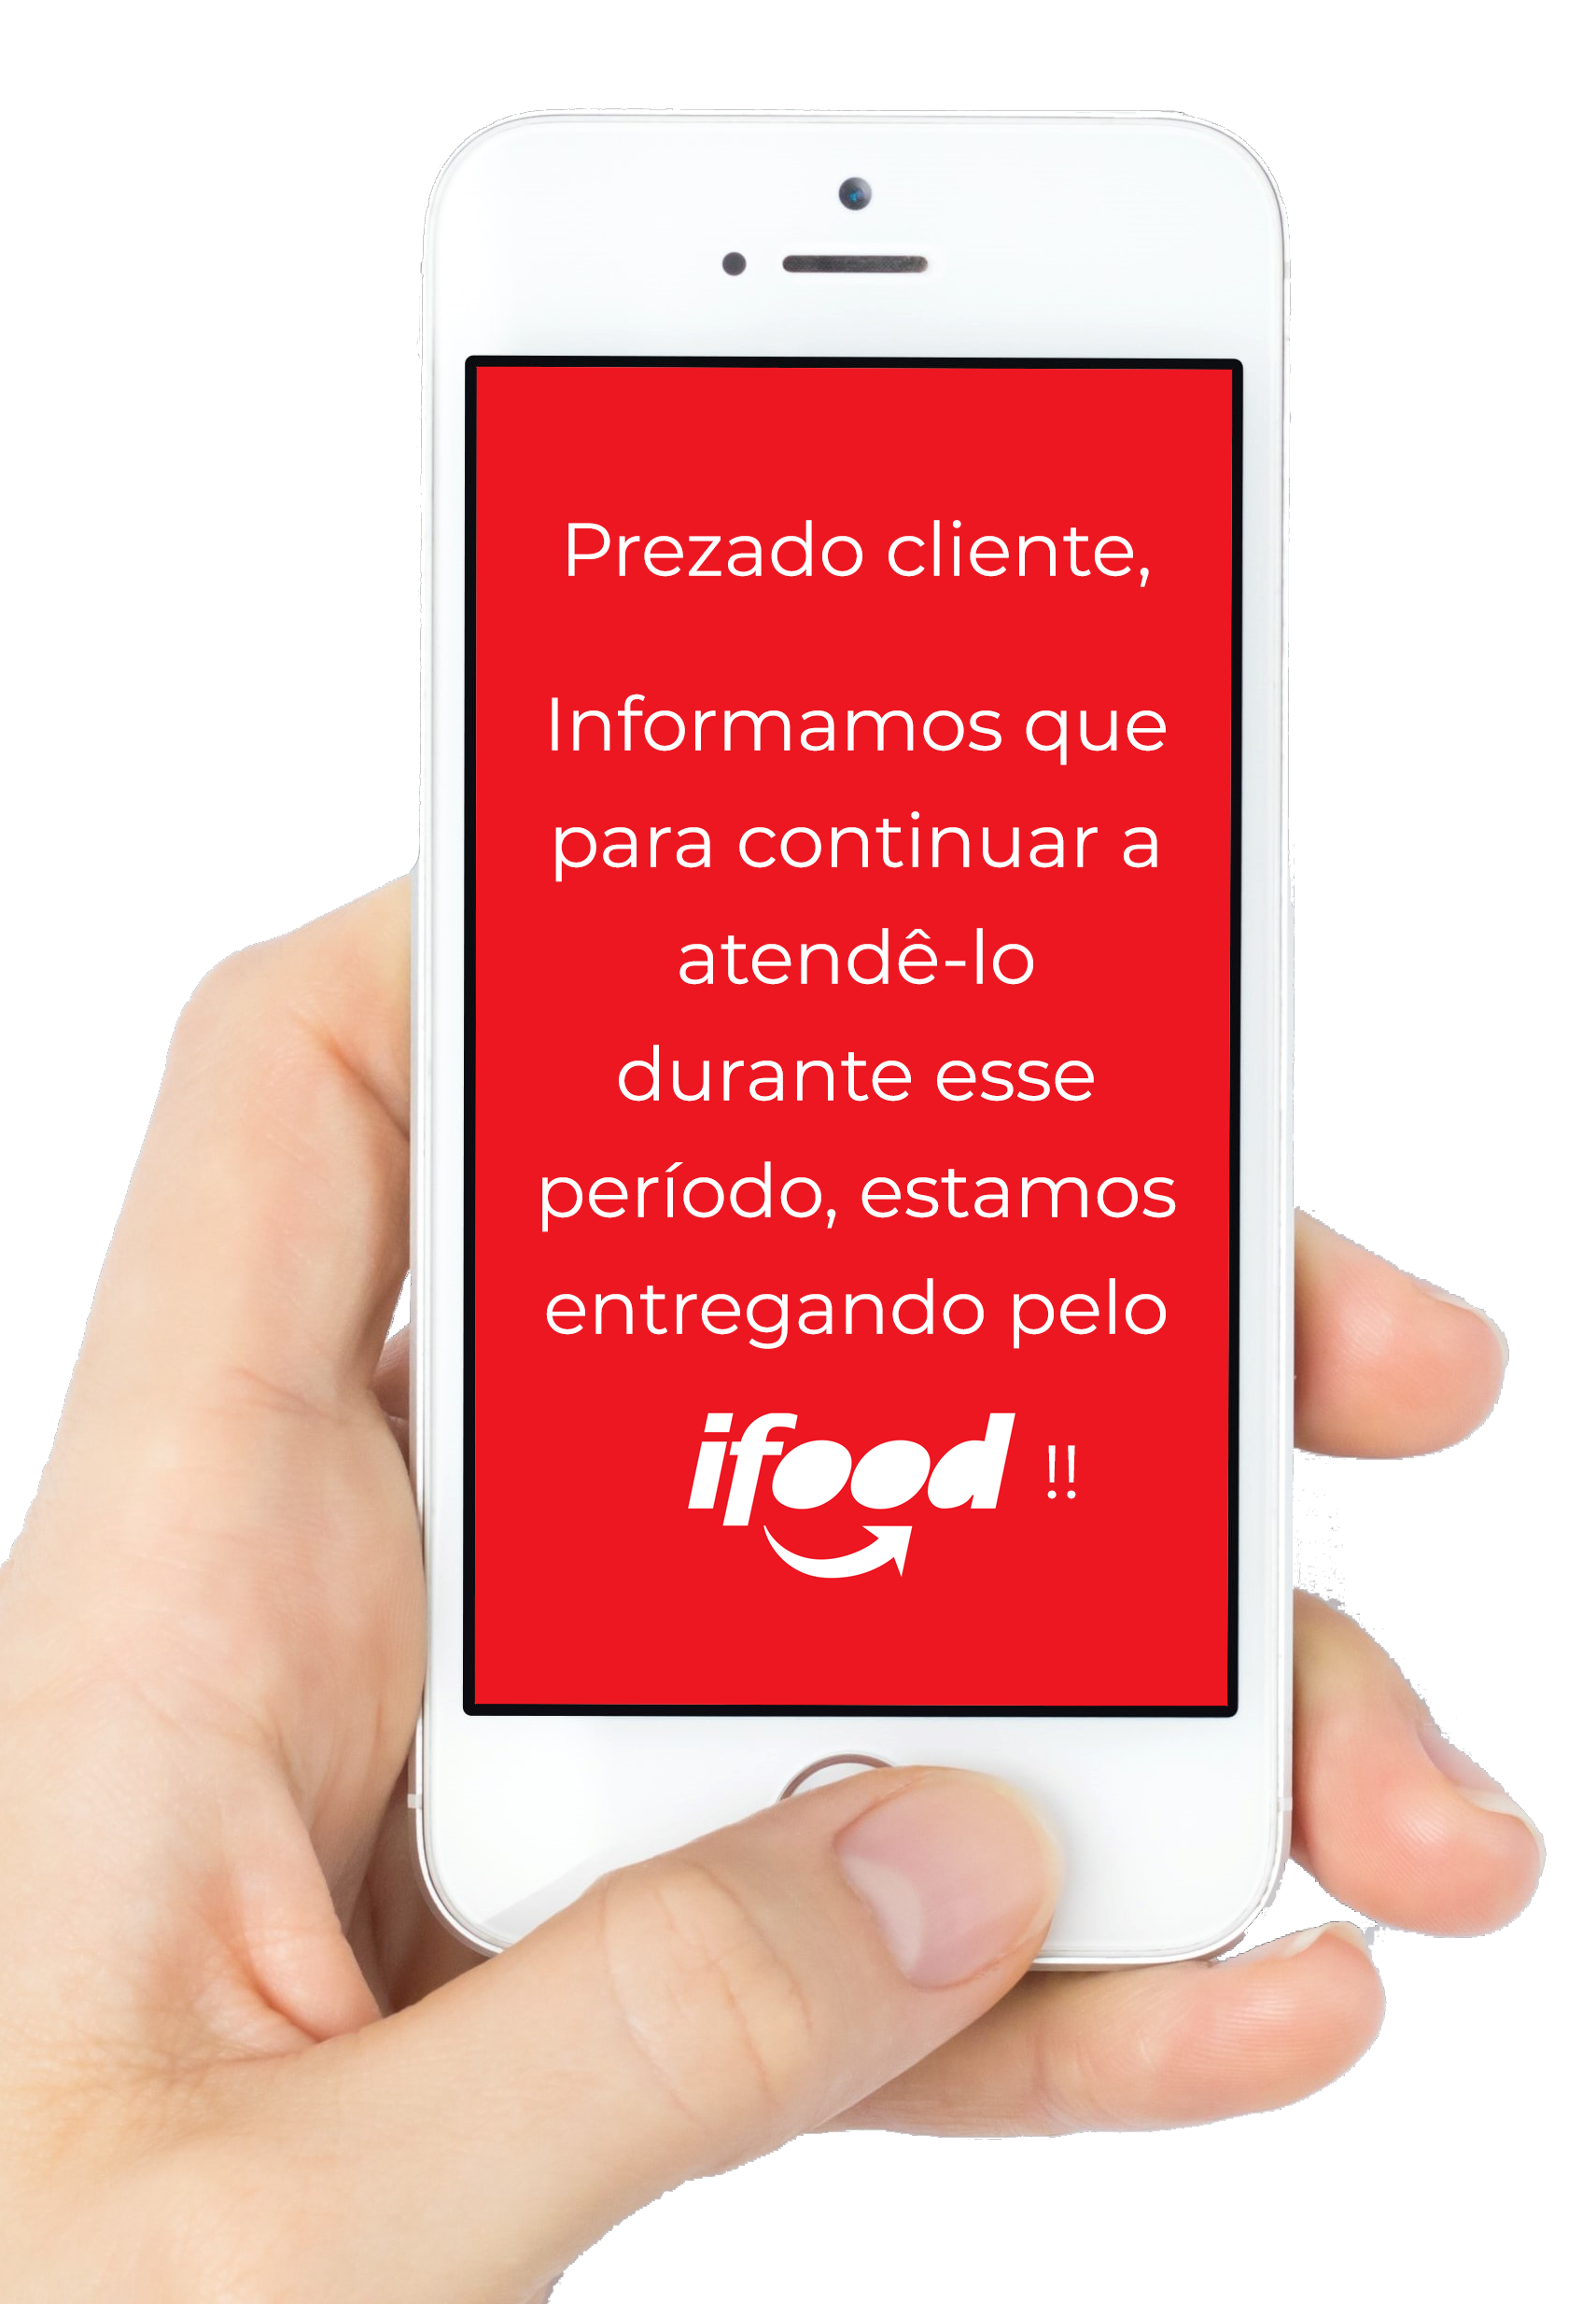 Prezado cliente,
Informamos que
para continuar a
atendê-lo
durante esse
período, estamos
entregando pelo
ifood !!